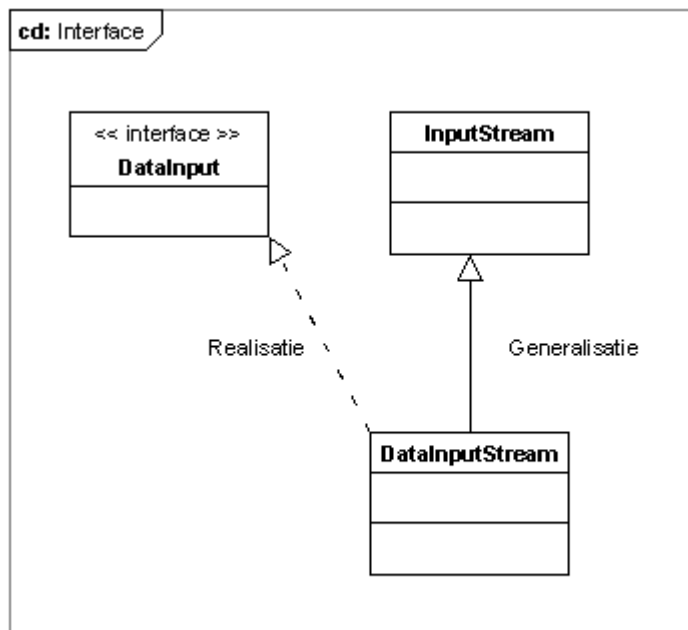 cd: Interface
<< interface >>
DataInput
InputStream
Realisatie
Generalisatie
DataInputStream